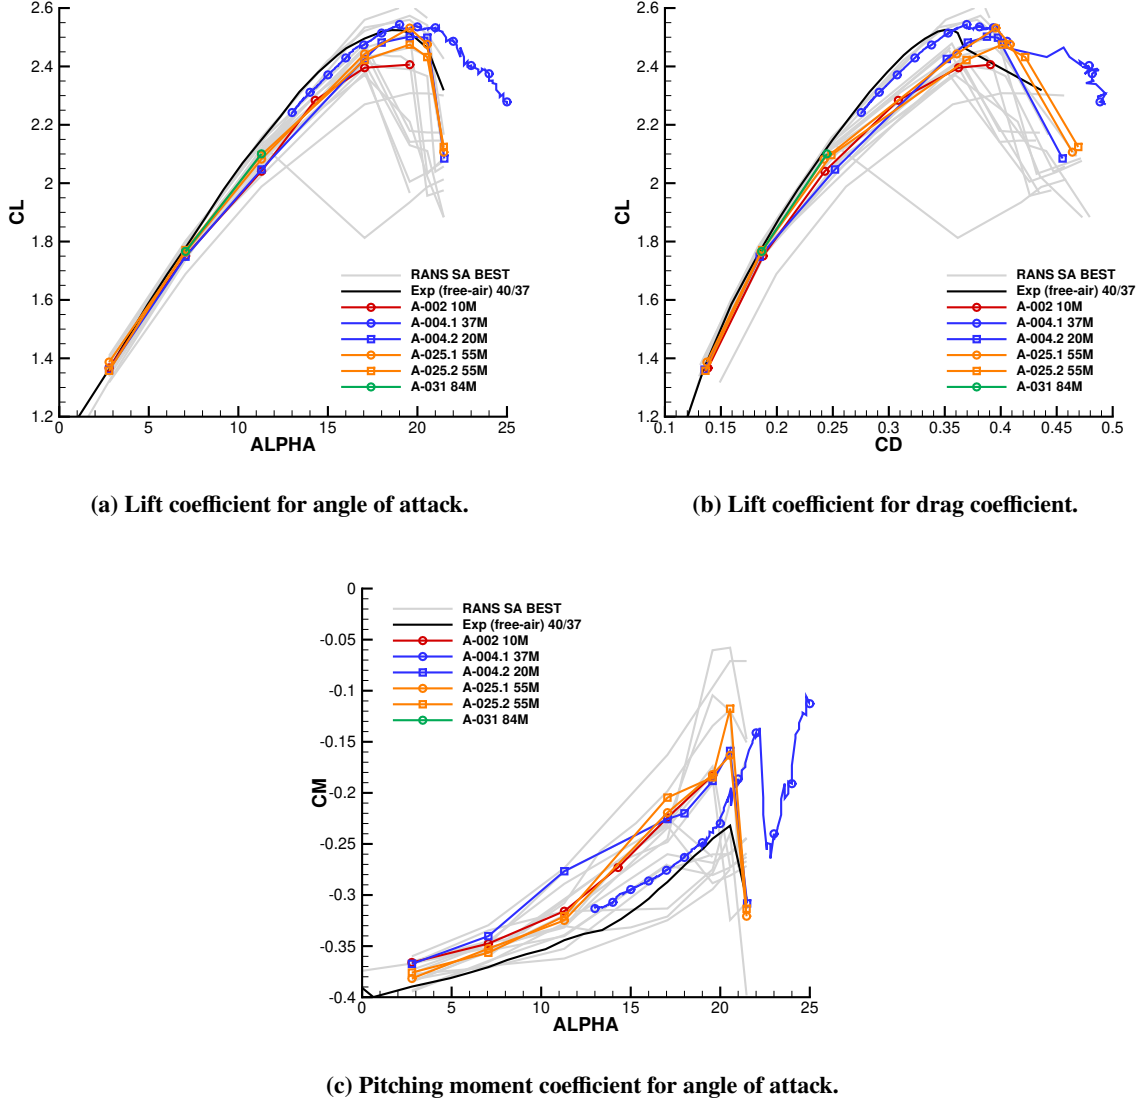 2.6
2.4
2.2
2
1.8
1.6
1.4
1.2
CL
0
5
10
15
20
25
ALPHA
RANS SA BEST
Exp (free-air) 40/37
A-002 10M
A-004.1 37M
A-004.2 20M
A-025.1 55M
A-025.2 55M
A-031 84M
(a) Lift coefficient for angle of attack.
2.6
2.4
2.2
2
1.8
1.6
1.4
1.2
CL
0.1
0.15
0.2
0.25
0.3
0.35
0.4
0.45
0.5
CD
RANS SA BEST
Exp (free-air) 40/37
A-002 10M
A-004.1 37M
A-004.2 20M
A-025.1 55M
A-025.2 55M
A-031 84M
(b) Lift coefficient for drag coefficient.
0
-0.05
-0.1
-0.15
-0.2
-0.25
-0.3
-0.35
-0.4
CM
0
5
10
15
20
25
ALPHA
RANS SA BEST
Exp (free-air) 40/37
A-002 10M
A-004.1 37M
A-004.2 20M
A-025.1 55M
A-025.2 55M
A-031 84M
(c) Pitching moment coefficient for angle of attack.